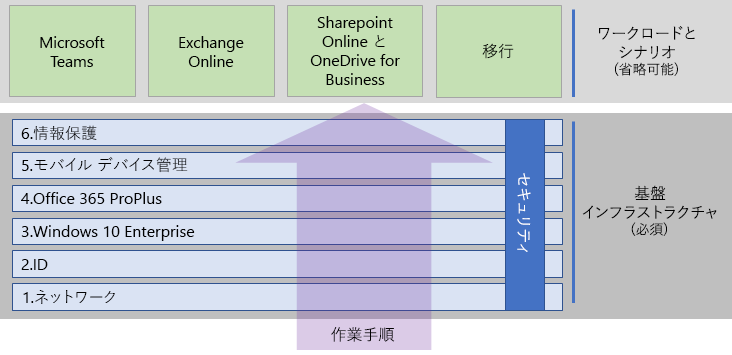 Microsoft
Teams
Exchange
Online
Sharepoint
Online と
OneDrive for
Business
移行
ワークロードと
シナリオ
(省略可能)
6.情報保護
5.モバイル デバイス管理
4.Office 365 ProPlus
3.Windows 10 Enterprise
2.ID
1.ネットワーク
セキュリティ
基盤
インフラストラクチャ
(必須)
作業手順